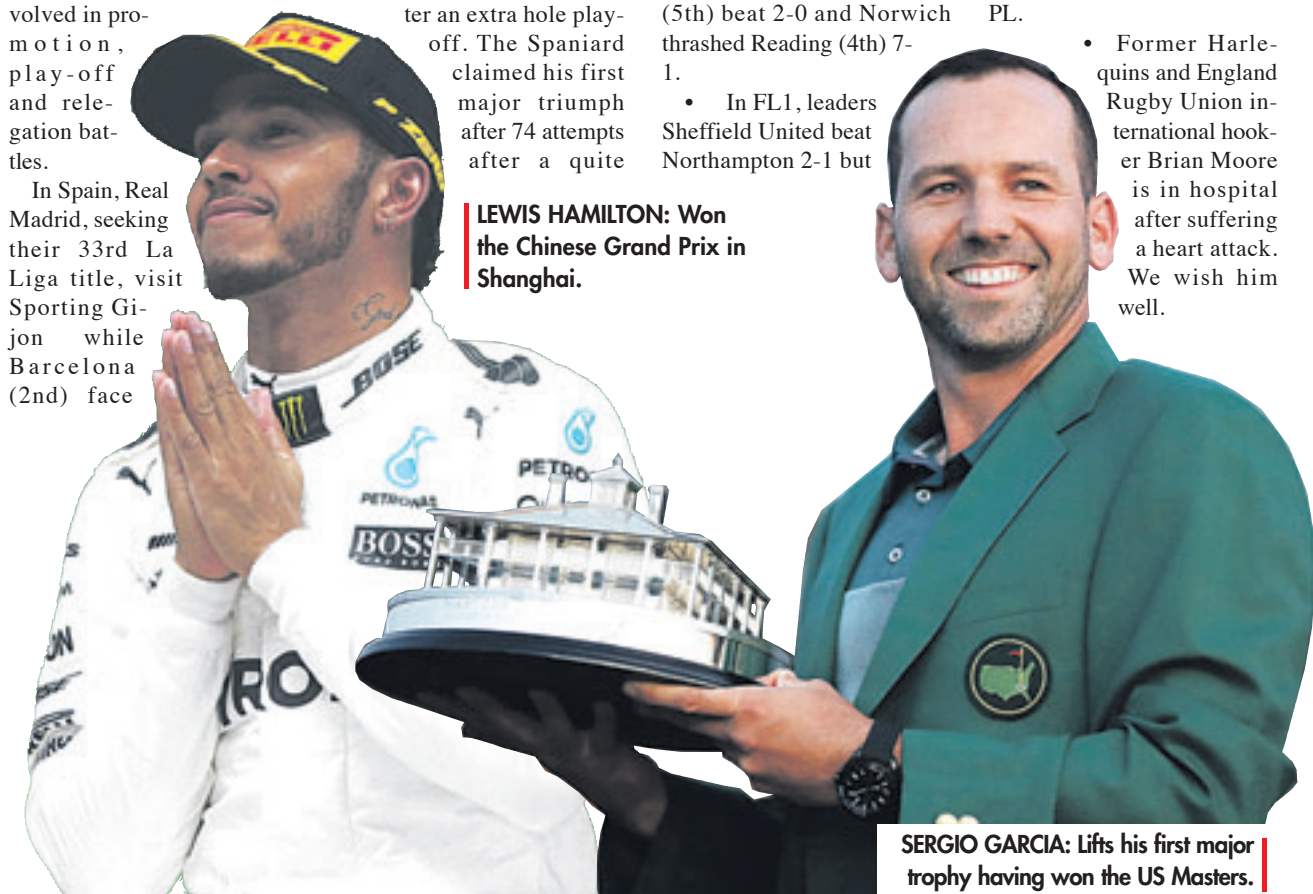 volved in pro-
motion,
play-off
and rele-
gation bat-
tles.
In Spain, Real
Madrid, seeking
their 33rd La
Liga title, visit
Sporting Gi-
jon while
Barcelona
(2nd) face
ter an extra hole play-
off. The Spaniard
claimed his first
major triumph
after 74 attempts
after a quite
LEWIS HAMILTON: Won
the Chinese Grand Prix in
Shanghai.
(5th) beat 2-0 and Norwich
thrashed Reading (4th) 7-
1.
• In FL1, leaders
Sheffield United beat
Northampton 2-1 but
PL.
• Former Harle-
quins and England
Rugby Union in-
ternational hook-
er Brian Moore
is in hospital
after suffering
a heart attack.
We wish him
well.
BOSE
PETRONAS
PETRO
BOSS
TRO
SERGIO GARCIA: Lifts his first major
trophy having won the US Masters.